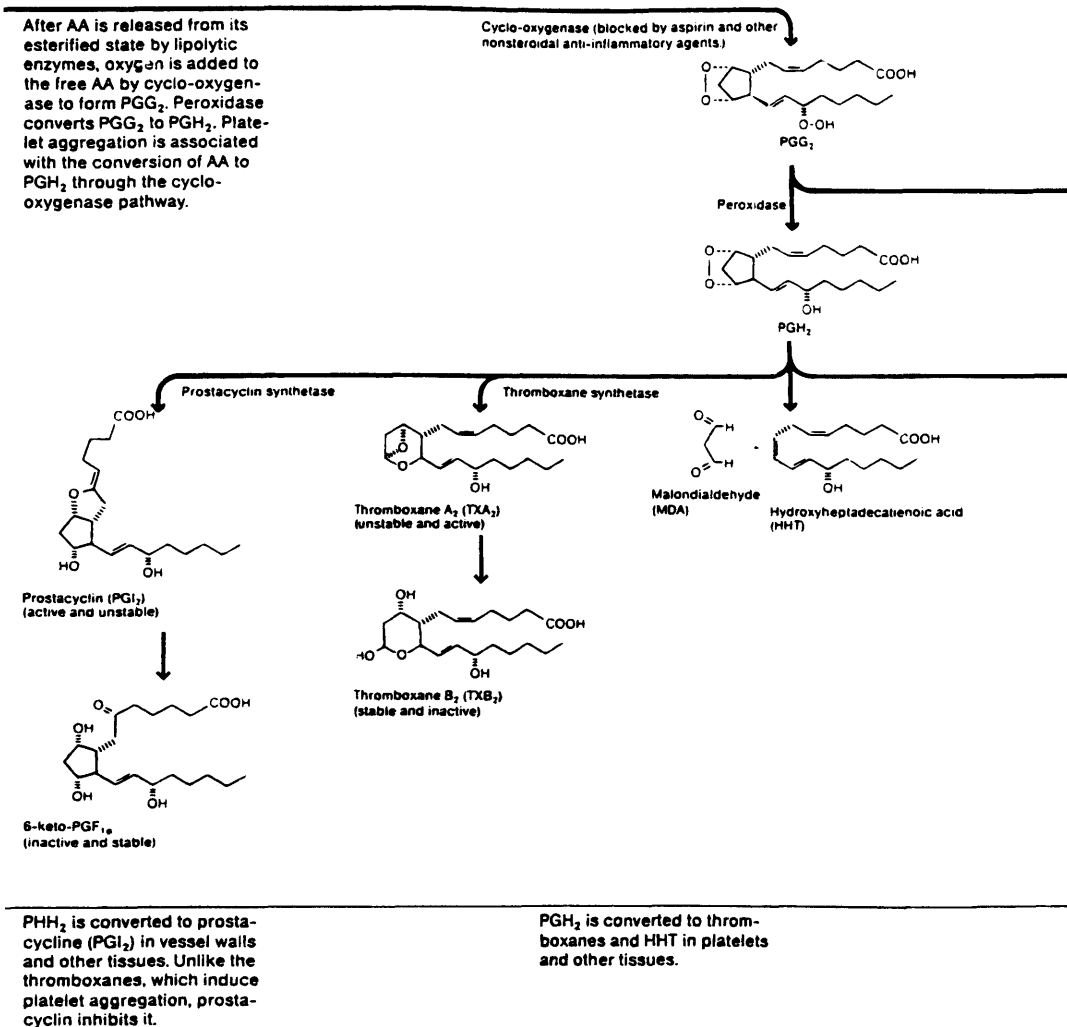 After AA is released from its
esterified state by lipolytic
enzymes, oxygen is added to
the free AA by cyclo-oxygen-
ase to form PGG₂. Peroxidase
converts PGG₂ to PGH₂. Plate-
let aggregation is associated
with the conversion of AA to
PGH₂ through the cyclo-
oxygenase pathway.
Cyclo-oxygenase (blocked by aspirin and other
nonsteroidal anti-inflammatory agents.)
O
O
COOH
O-OH
PGG₂
Peroxidase
O
O
COOH
OH
PGH₂
Prostacyclin synthetase
Thromboxane synthetase
COOH
O
HO
OH
Prostacyclin (PGI₂)
(active and unstable)
O
O
COOH
OH
Thromboxane A₂ (TXA₂)
(unstable and active)
O
H
O
H
Malondialdehyde
(MDA)
COOH
OH
Hydroxyheptadecatienoic acid
(HHT)
OH
COOH
HO
O
OH
Thromboxane B₂ (TXB₂)
(stable and inactive)
O
COOH
OH
OH
OH
6-keto-PGF₁α
(inactive and stable)
PHH₂ is converted to prosta-
cycline (PGI₂) in vessel walls
and other tissues. Unlike the
thromboxanes, which induce
platelet aggregation, prosta-
cyclin inhibits it.
PGH₂ is converted to throm-
boxanes and HHT in platelets
and other tissues.